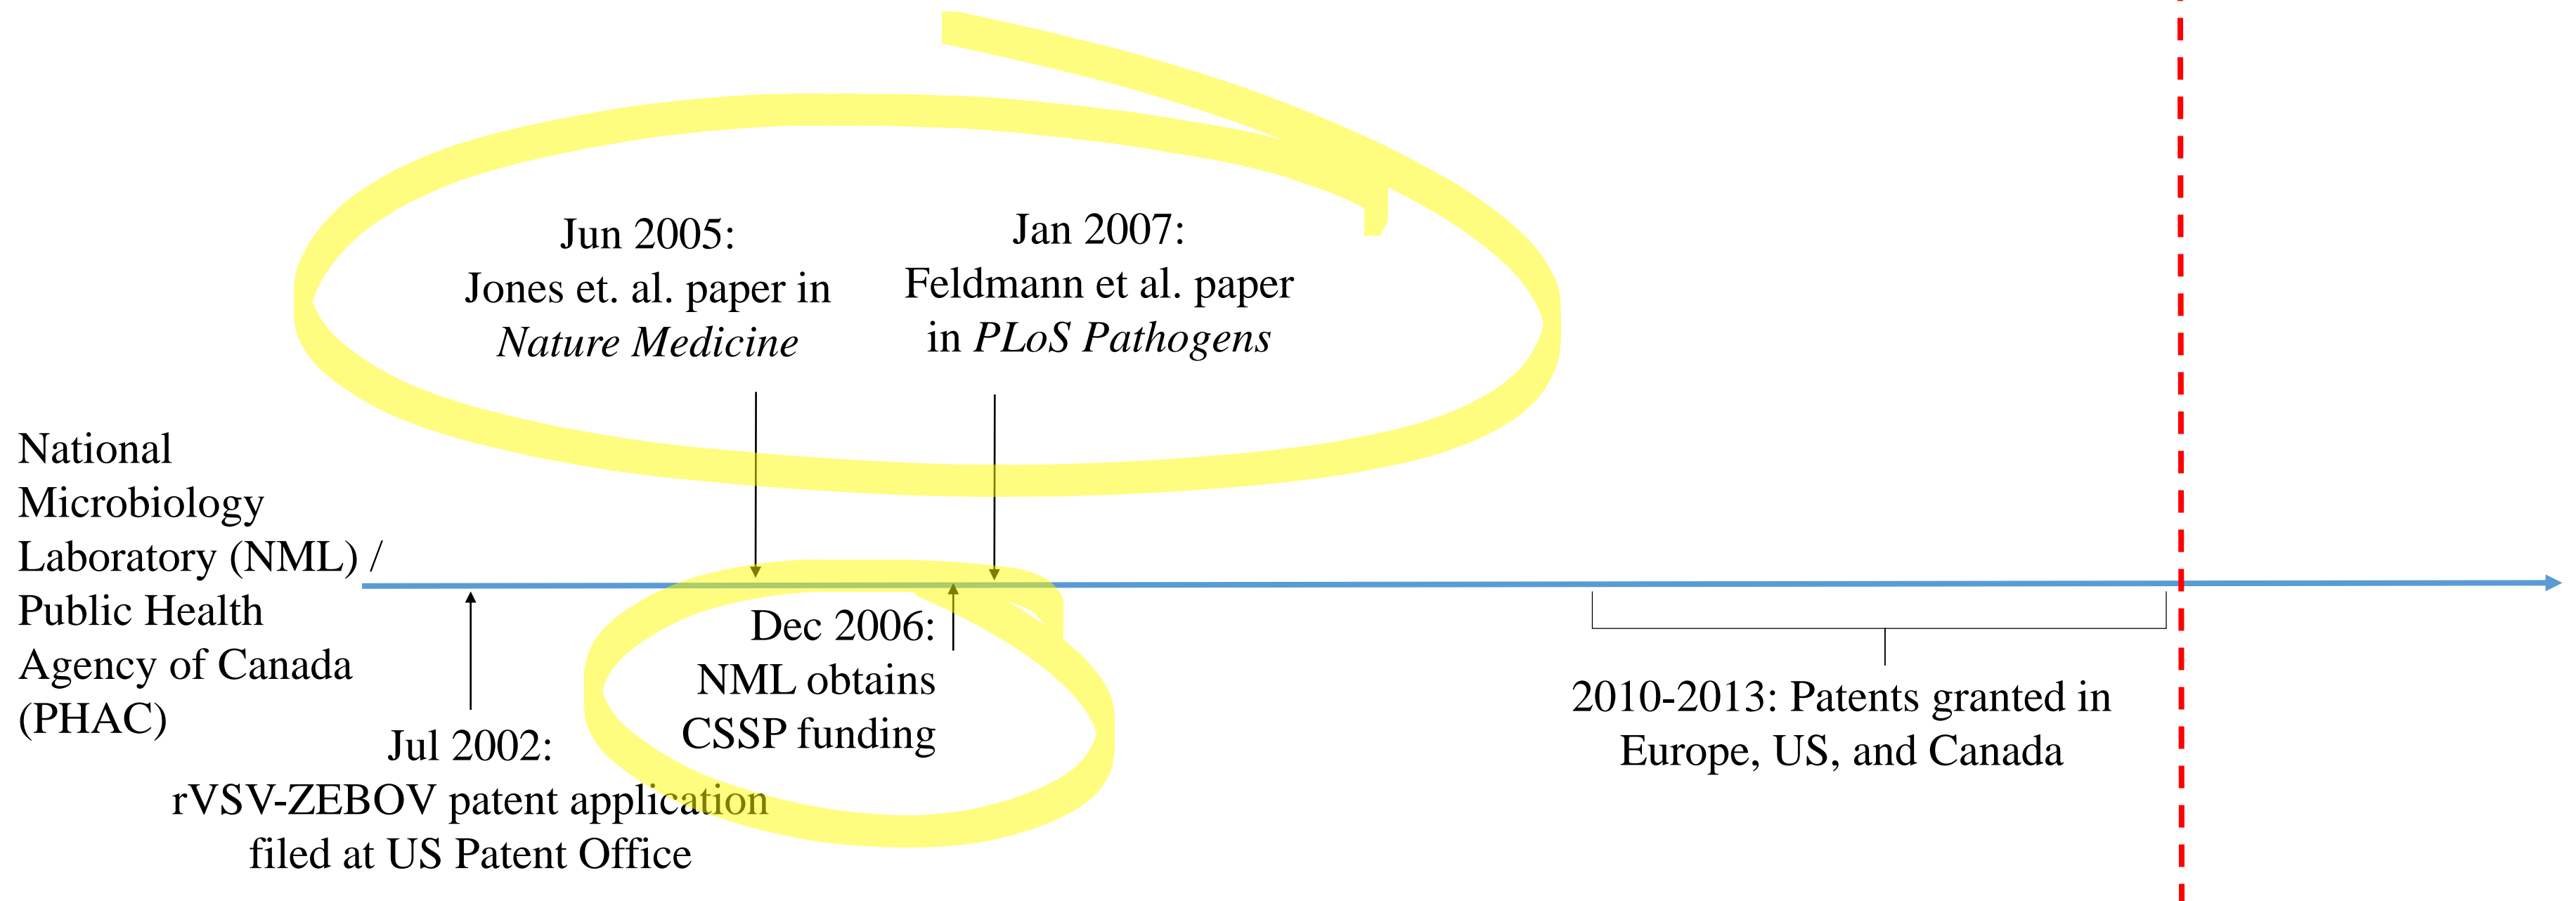 Jun 2005:
Jones et. al. paper in
Nature Medicine
Jan 2007:
Feldmann et al. paper
in PLoS Pathogens
National
Microbiology
Laboratory (NML) /
Public Health
Agency of Canada
(PHAC)
Jul 2002:
rVSV-ZEBOV patent application
filed at US Patent Office
Dec 2006:
NML obtains
CSSP funding
2010-2013: Patents granted in
Europe, US, and Canada